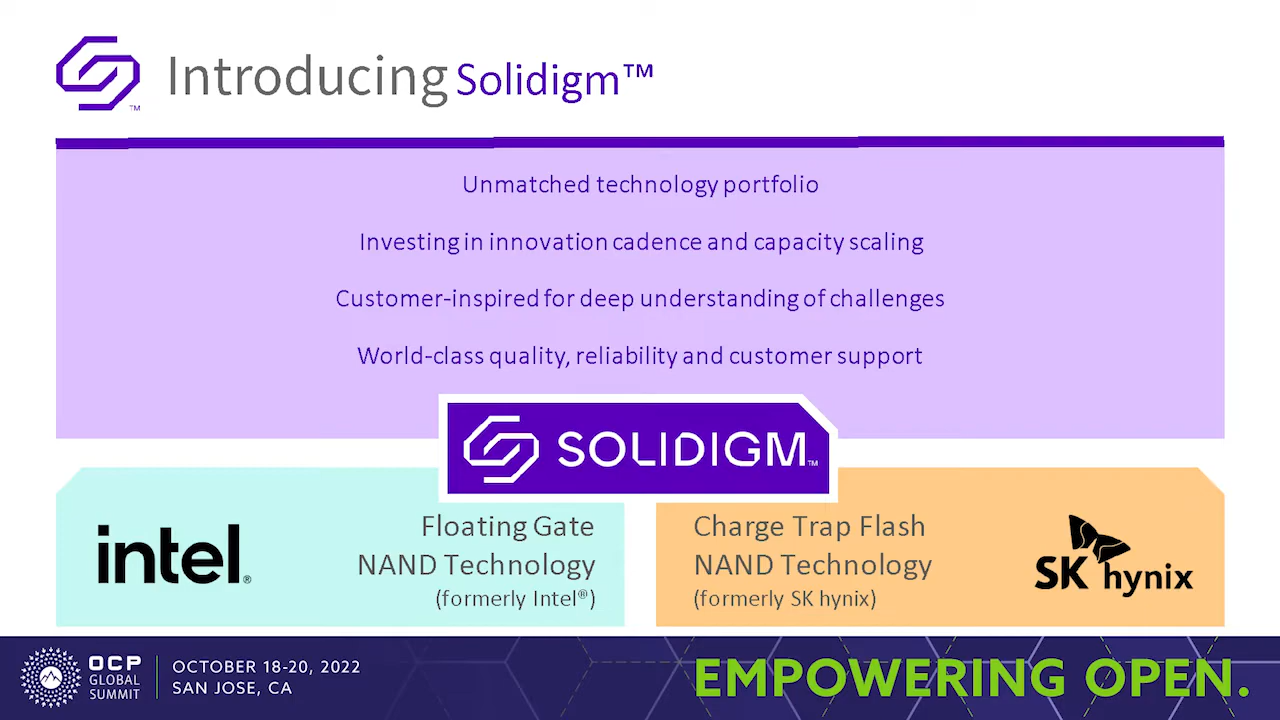 Introducing Solidigm™
TM
Unmatched technology portfolio
Investing in innovation cadence and capacity scaling
Customer-inspired for deep understanding of challenges
World-class quality, reliability and customer support
SOLIDIGM™
intel®
Floating Gate
NAND Technology
(formerly Intel®)
Charge Trap Flash
NAND Technology
(formerly SK hynix)
SK hynix
OCP
GLOBAL
SUMMIT
OCTOBER 18-20, 2022
SAN JOSE, CA
EMPOWERING OPEN.